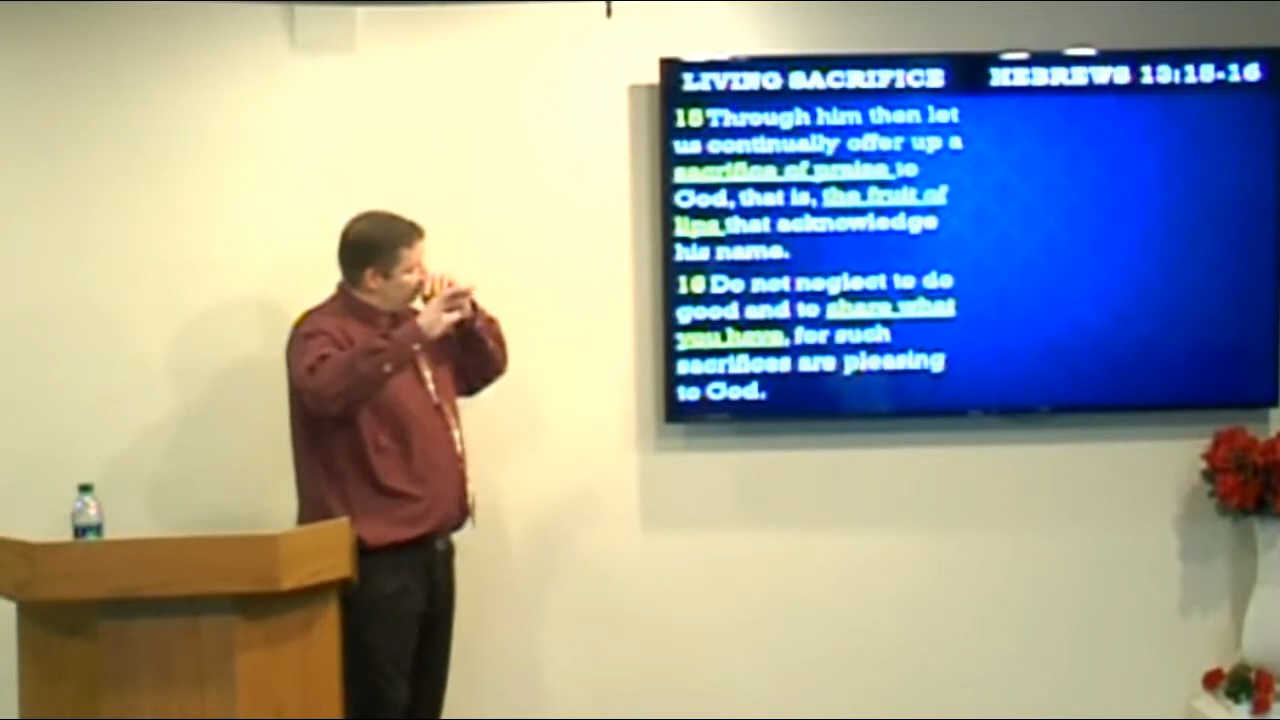 LIVING SACRIFICE HEBREWS 13:15-16
15 Through him then let
us continually offer up a
sacrifice of praise to
God, that is, the fruit of
lips that acknowledge
his name.
16 Do not neglect to do
good and to share what
you have, for such
sacrifices are pleasing
to God.